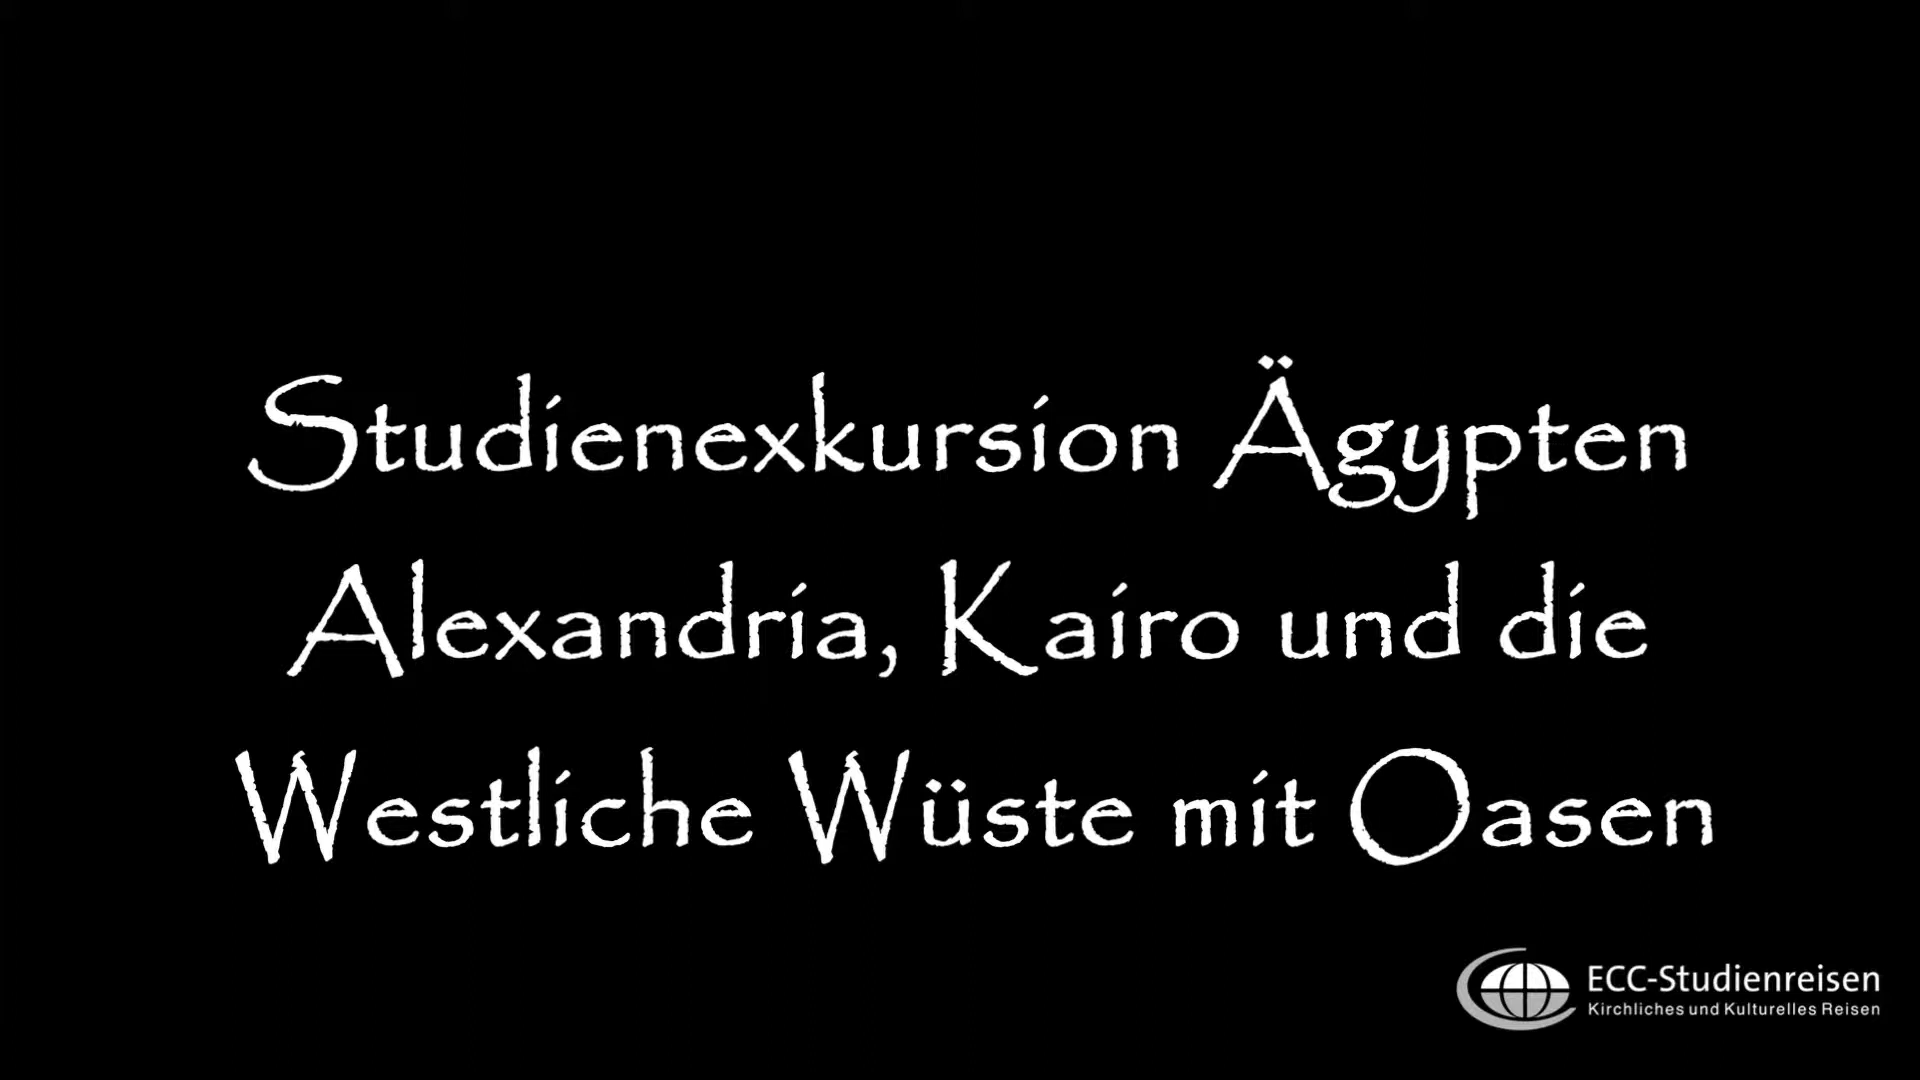 Studienexkursion Ägypten
Alexandria, Kairo und die
Westliche Wüste mit Oasen
ECC-Studienreisen
Kirchliches und Kulturelles Reisen